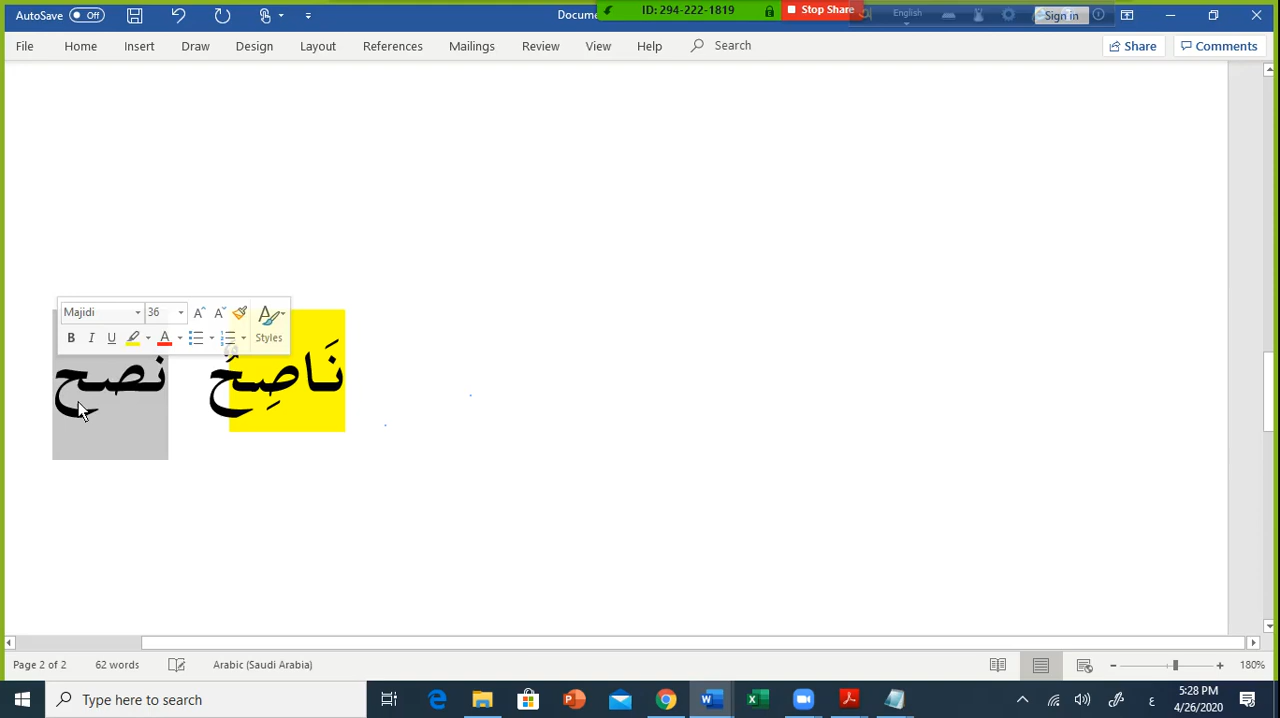 AutoSave Off
Docume
ID: 294-222-1819
Stop Share
English
Sign in
File Home Insert Draw Design Layout References Mailings Review View Help Search
Share Comments
Majidi 36
B I U A Styles
نَاصِحُ نصح
Page 2 of 2 62 words Arabic (Saudi Arabia) 180%
Type here to search
ع
5:28 PM
4/26/2020